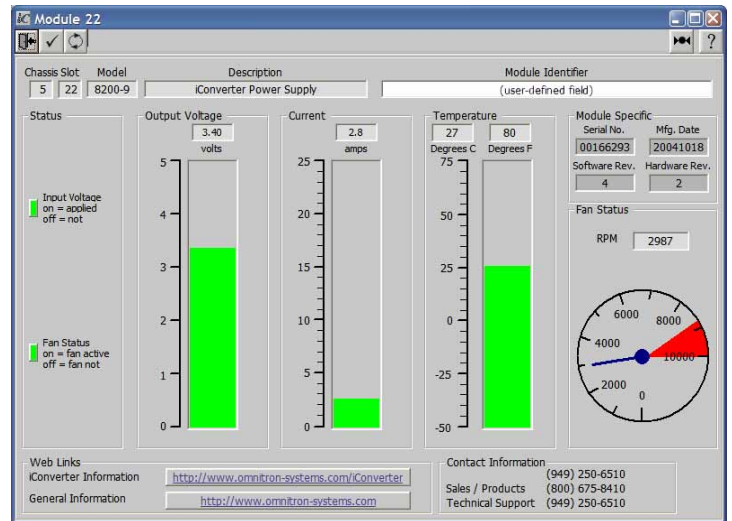 iC Module 22
?
Chassis Slot Model Description Module Identifier
5 22 8200-9 iConverter Power Supply (user-defined field)
Status
Input Voltage
on = applied
off = not
Fan Status
on = fan active
off = fan not
Output Voltage
3.40
volts
5
4
3
2
1
0
Current
2.8
amps
25
20
15
10
5
0
Temperature
27 80
Degrees C Degrees F
75
50
25
0
-25
-50
Module Specific
Serial No. Mfg. Date
00166293 20041018
Software Rev. Hardware Rev.
4 2
Fan Status
RPM 2987
6000 8000
4000 10000
2000 0
Web Links
iConverter Information http://www.omnitron-systems.com/iConverter
General Information http://www.omnitron-systems.com
Contact Information
(949) 250-6510
Sales / Products (800) 675-8410
Technical Support (949) 250-6510